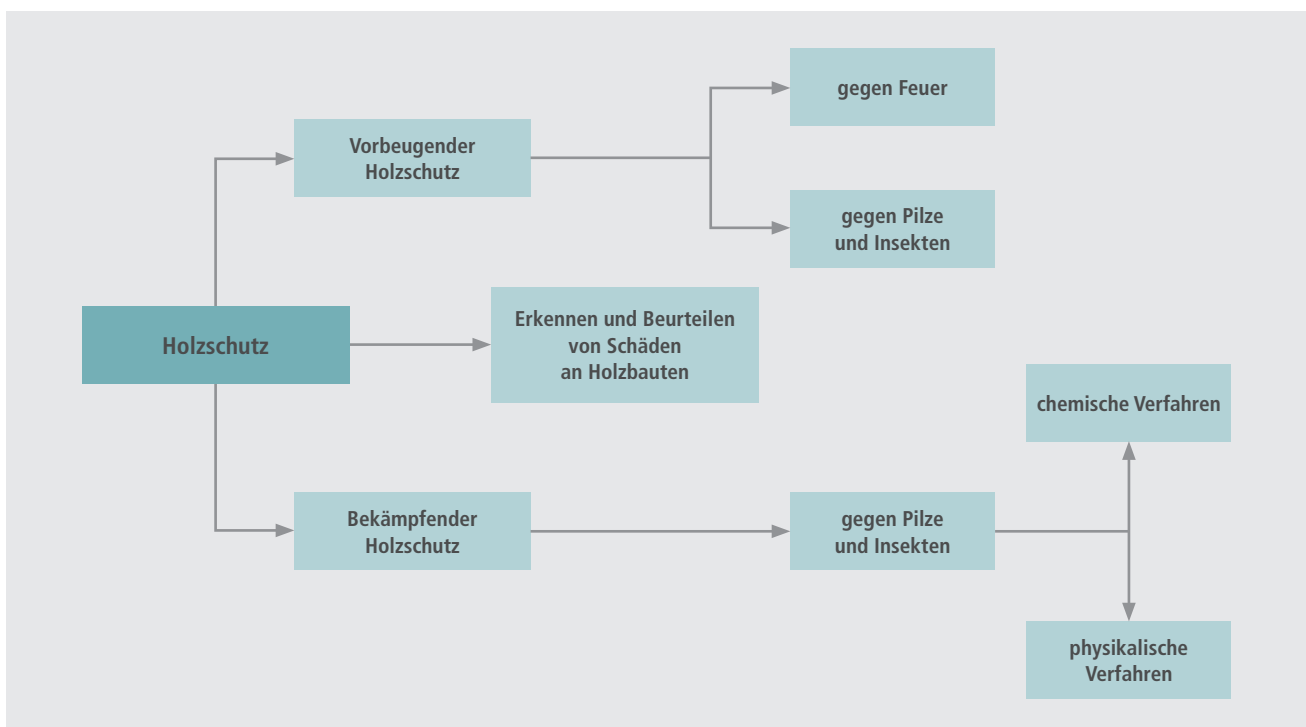 gegen Feuer
Vorbeugender
Holzschutz
gegen Pilze
und Insekten
Holzschutz
Erkennen und Beurteilen
von Schäden
an Holzbauten
chemische Verfahren
Bekämpfender
Holzschutz
gegen Pilze
und Insekten
physikalische
Verfahren